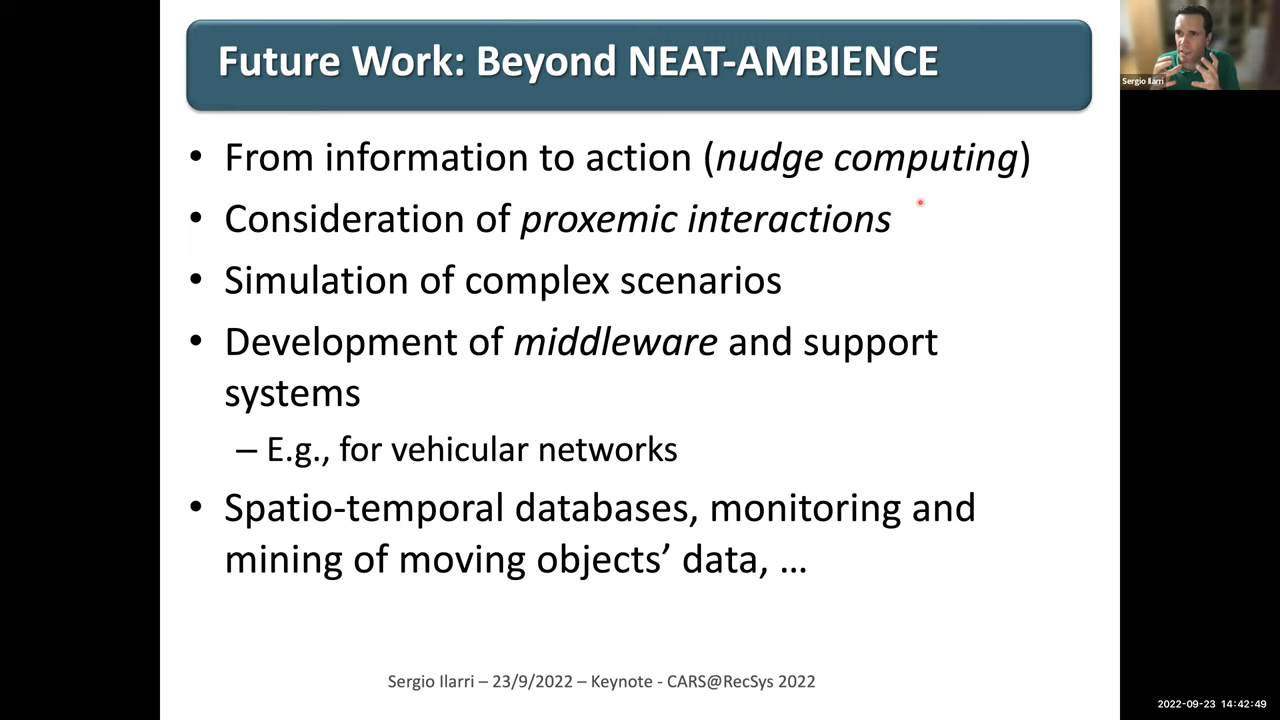 Future Work: Beyond NEAT-AMBIENCE
Sergio Ilarri
• From information to action (nudge computing)
• Consideration of proxemic interactions
• Simulation of complex scenarios
• Development of middleware and support
systems
– E.g., for vehicular networks
• Spatio-temporal databases, monitoring and
mining of moving objects’ data, …
Sergio Ilarri – 23/9/2022 – Keynote - CARS@RecSys 2022
2022-09-23 14:42:49